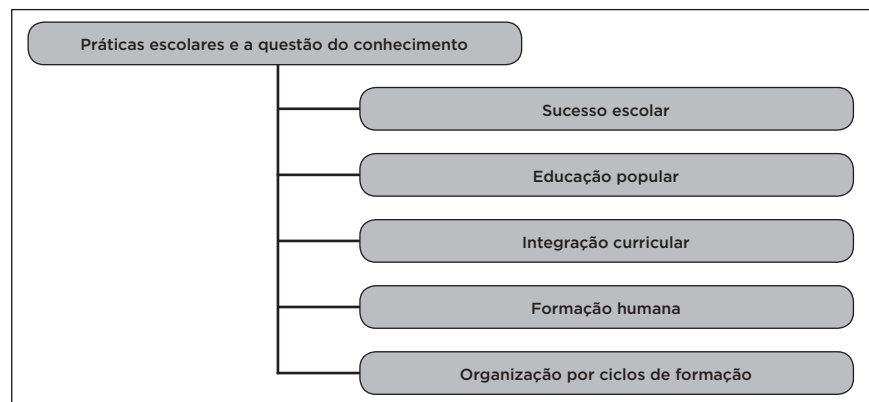 Práticas escolares e a questão do conhecimento
Sucesso escolar
Educação popular
Integração curricular
Formação humana
Organização por ciclos de formação